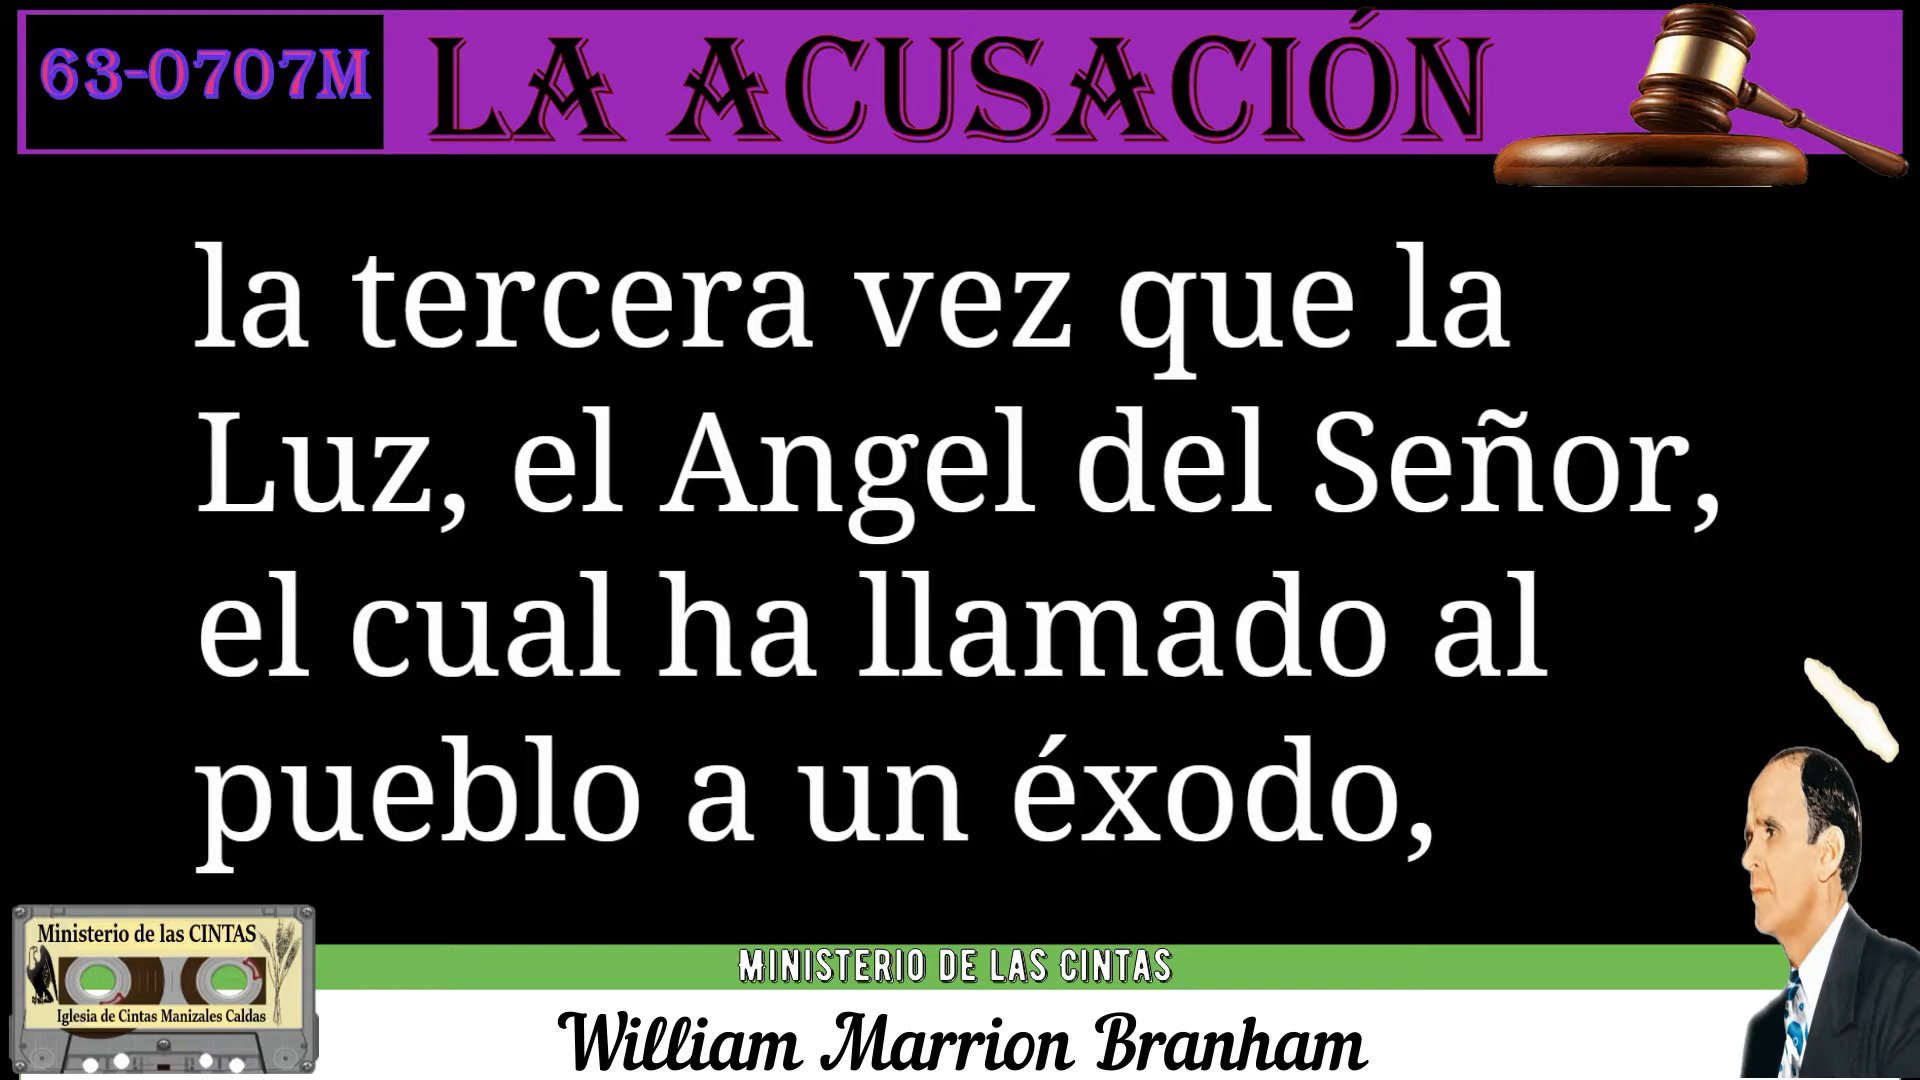 63-0707M
LA ACUSACIÓN
la tercera vez que la
Luz, el Angel del Señor,
el cual ha llamado al
pueblo a un éxodo,
Ministerio de las CINTAS
Iglesia de Cintas Manizales Caldas
MINISTERIO DE LAS CINTAS
William Marrion Branham